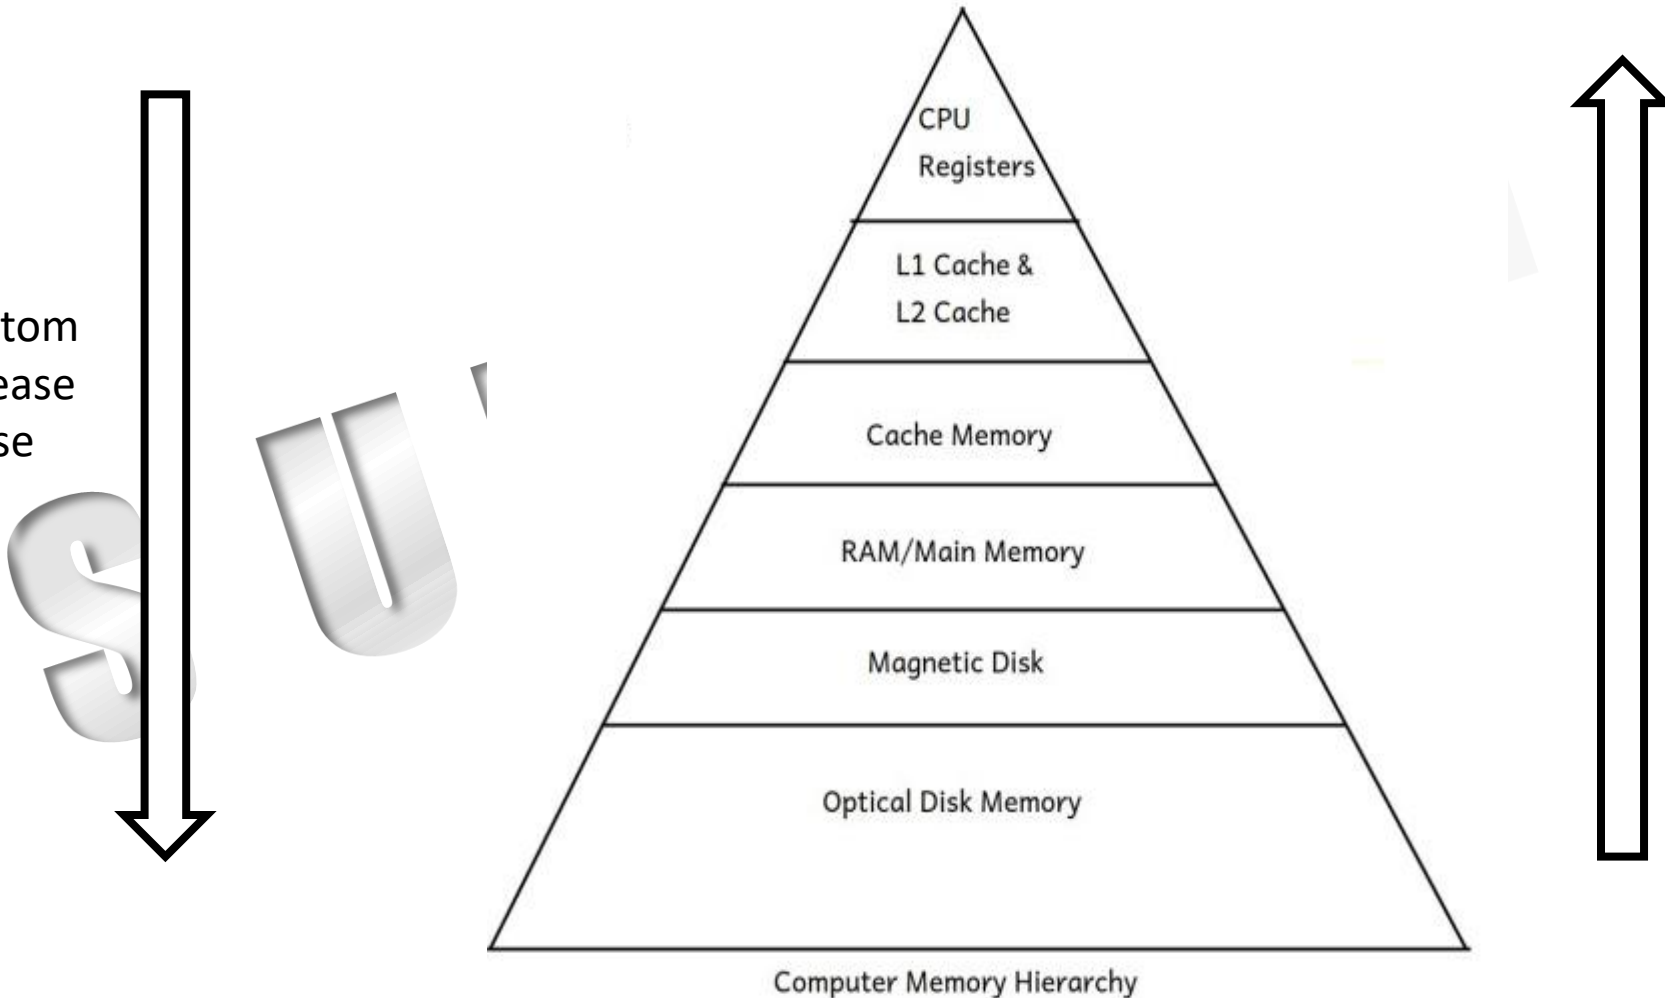 CPU
Registers
L1 Cache &
L2 Cache
tom
ease
se
Cache Memory
RAM/Main Memory
Magnetic Disk
Optical Disk Memory
Computer Memory Hierarchy
S U